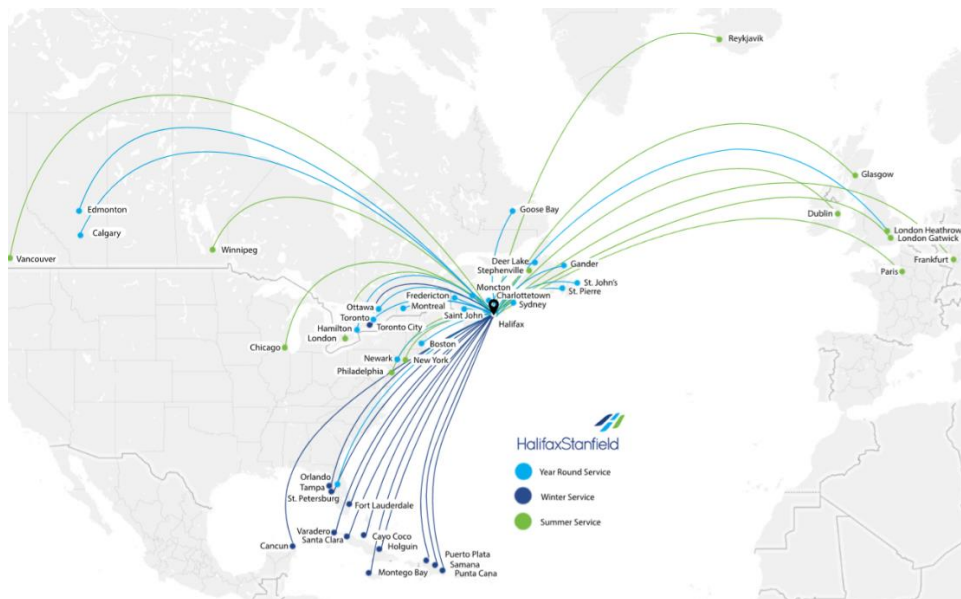 Reykjavik
Glasgow
Edmonton
Goose Bay
Dublin
Calgary
London Heathrow
London Gatwick
Winnipeg
Vancouver
Deer Lake
Gander
Frankfurt
Stephenville
Paris
St. John's
Moncton
St. Pierre
Fredericton
Charlottetown
Ottawa
Montreal
Sydney
Toronto
Saint John
Hamilton
Toronto City
Halifax
London
Chicago
Boston
Newark
New York
Philadelphia
HalifaxStanfield
Year Round Service
Orlando
Tampa
St. Petersburg
Winter Service
Fort Lauderdale
Summer Service
Varadero
Santa Clara
Cayo Coco
Cancun
Holguin
Puerto Plata
Samana
Montego Bay
Punta Cana